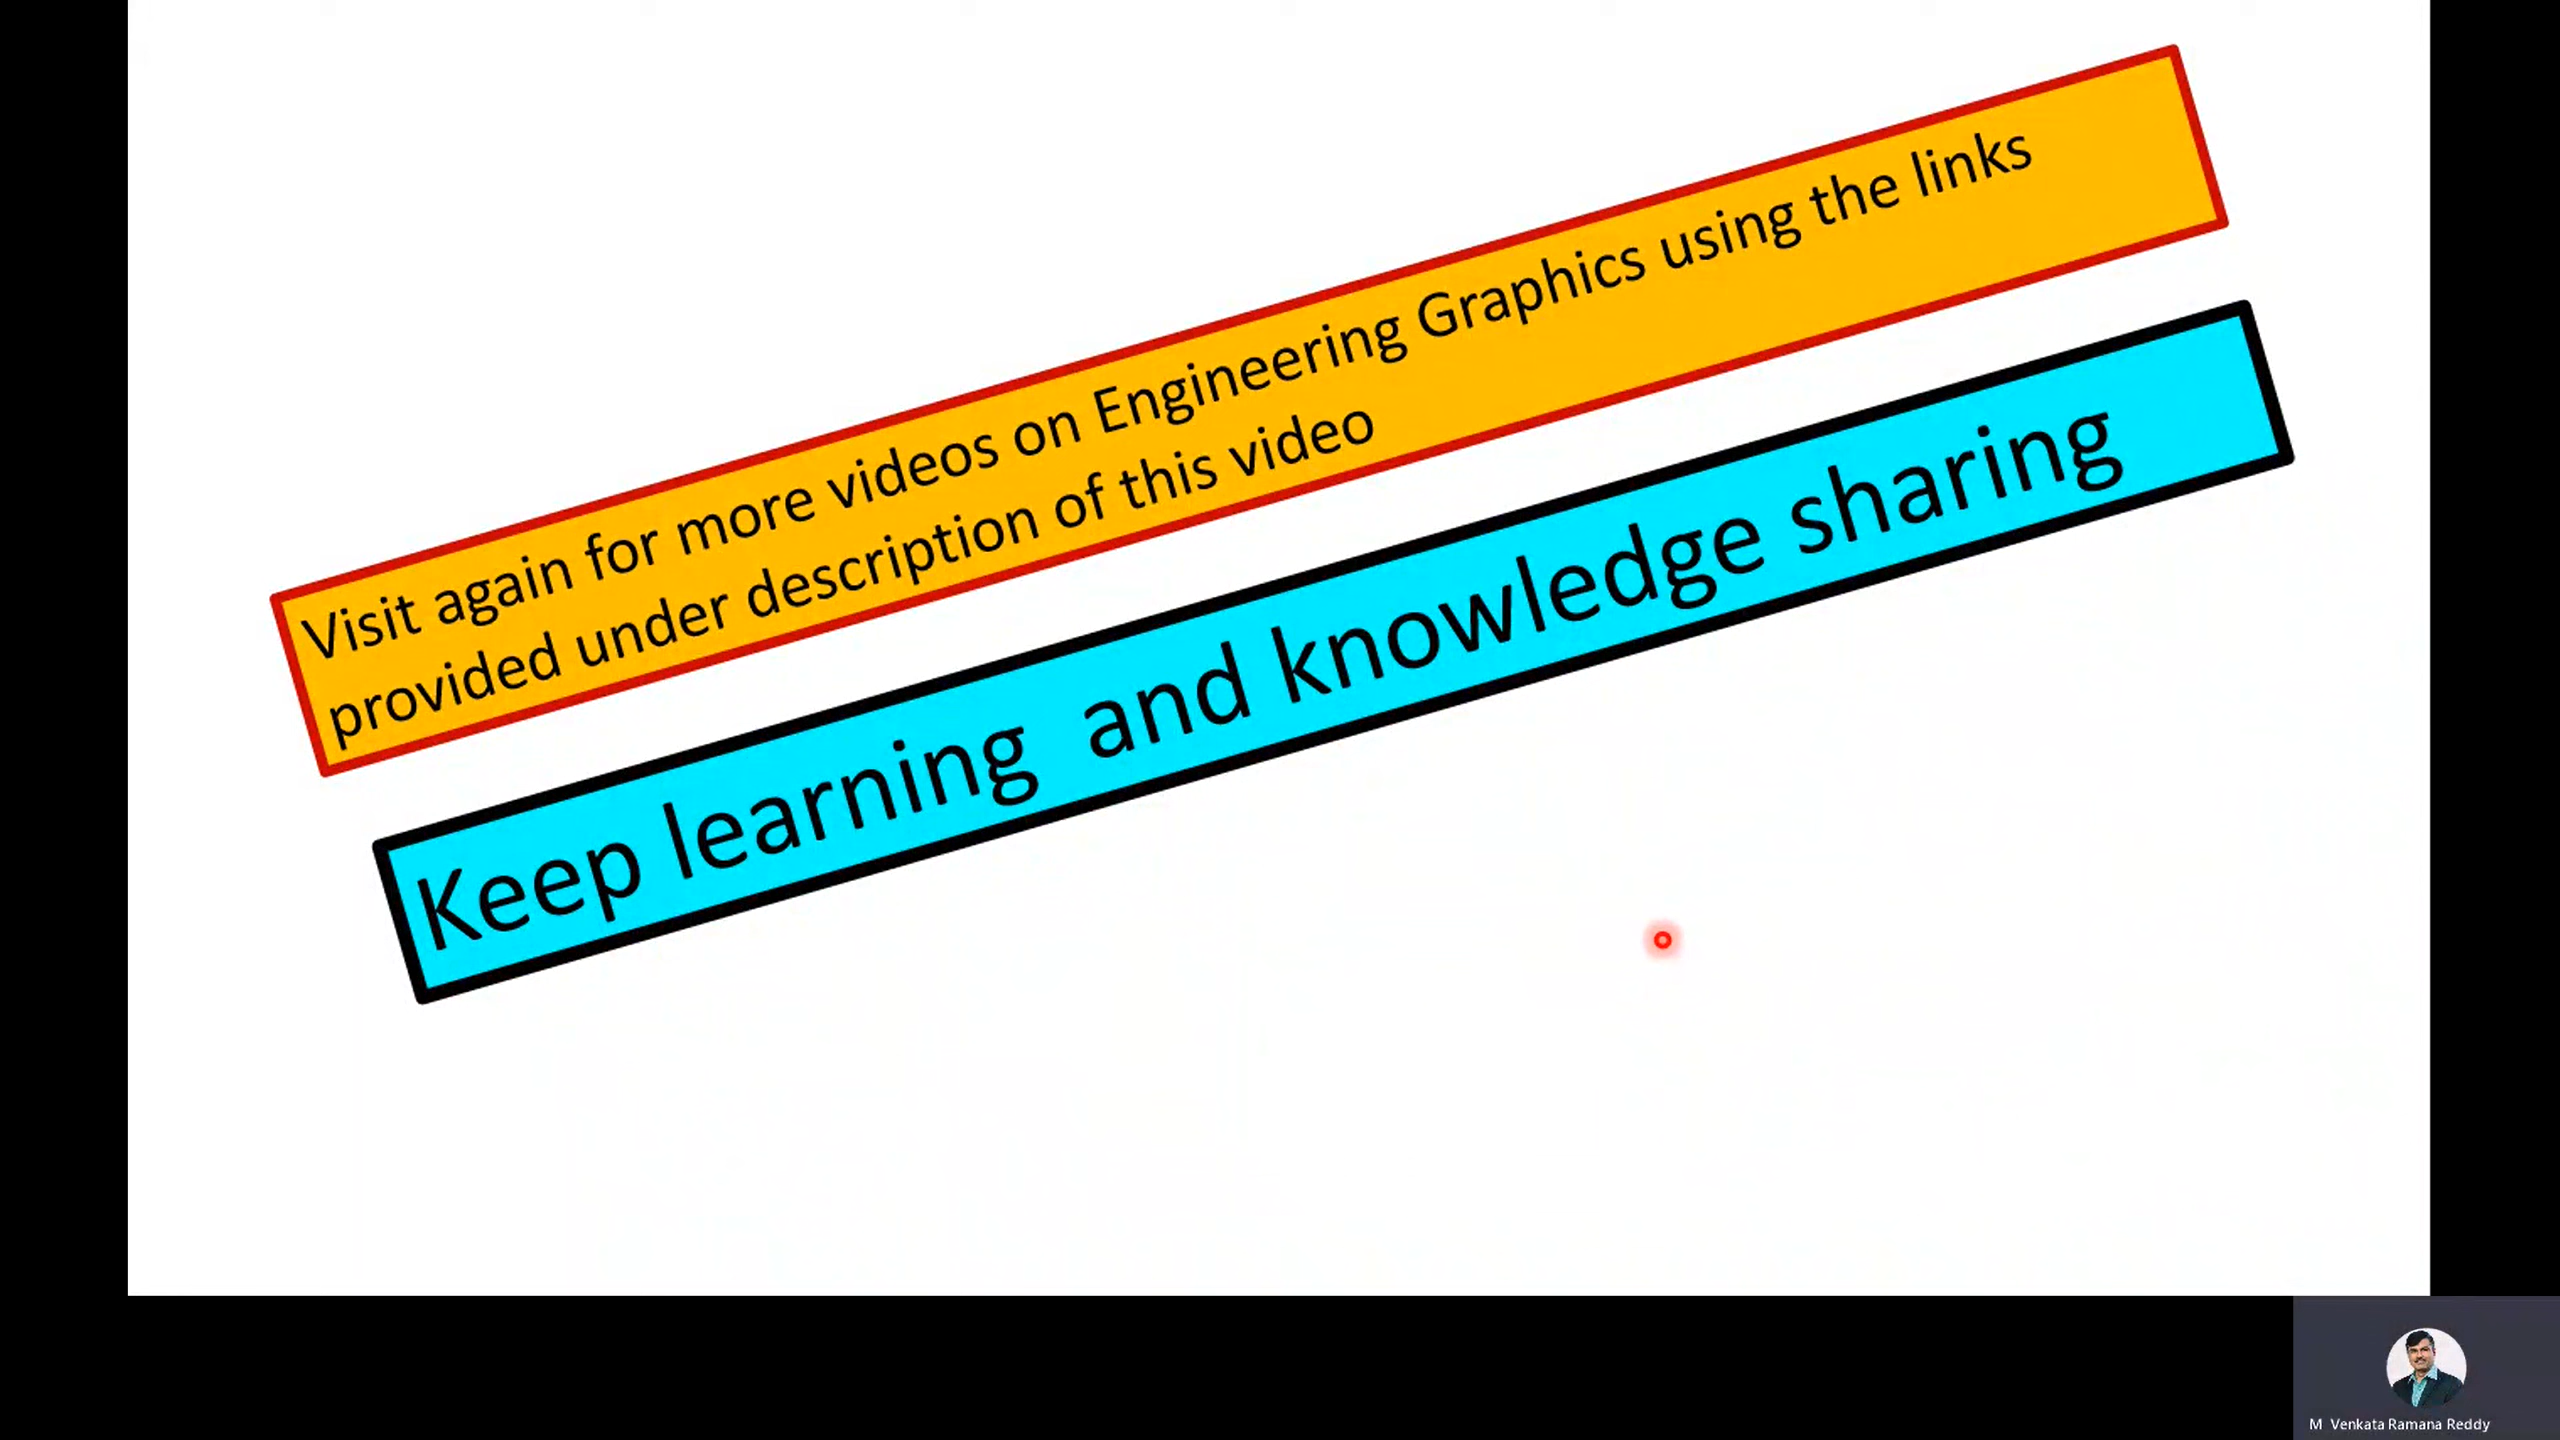 Visit again for more videos on Engineering Graphics using the links
provided under description of this video
Keep learning  and knowledge sharing
M  Venkata Ramana Reddy